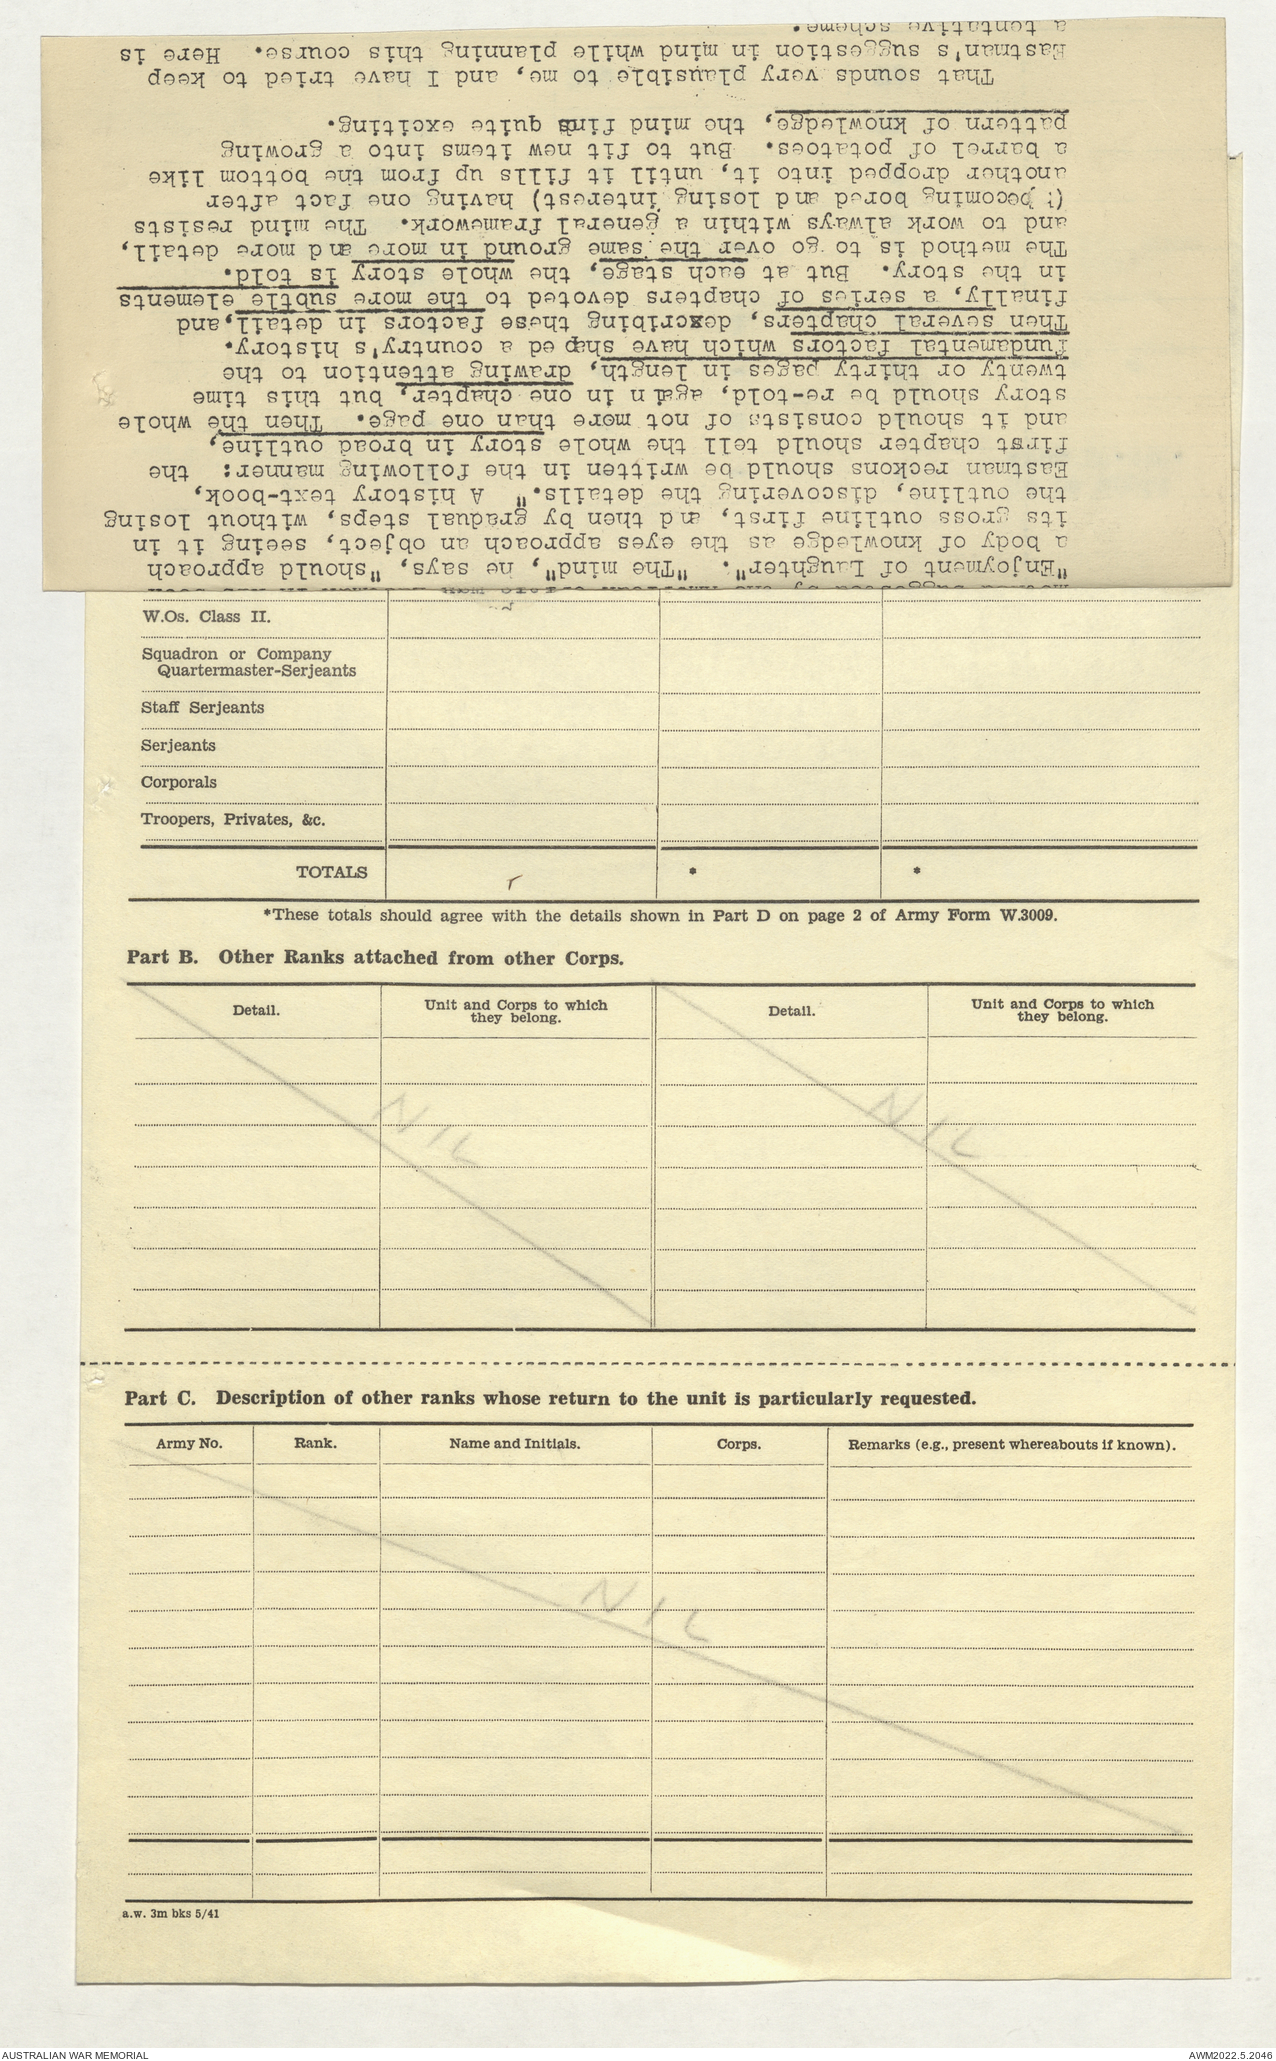 "Enjoyment of Laughter". "The mind", he says, "should approach
a body of knowledge as the eyes approach an object, seeing it in
its gross outline first, and then by gradual steps, without losing
the outline, discovering the details." A history text-book,
Eastman reckons should be written in the following manner: the
first chapter should tell the whole story in broad outline,
and it should consists of not more than one page. Then the whole
story should be re-told, again in one chapter, but this time
twenty or thirty pages in length, drawing attention to the
fundamental factors which have shaped a country's history.
Then several chapters, describing these factors in detail,and
finally, a series of chapters devoted to the more subtle elements
in the story. But at each stage, the whole story is told.
The method is to go over the same ground in more and more detail,
and to work always within a general framework. The mind resists
(i becoming bored and losing interest) having one fact after
another dropped into it, until it fills up from the bottom like
a barrel of potatoes. But to fit new items into a growing
pattern of knowledge, the mind finds quite exciting.
That sounds very plausible to me, and I have tried to keep
Eastman's suggestion in mind while planning this course. Here is
a tentative scheme.
W.Os. Class II.
Squadron or Company
Quartermaster-Serjeants
Staff Serjeants
Serjeants
Corporals
Troopers, Privates, &c.
TOTALS * *
*These totals should agree with the details shown in Part D on page 2 of Army Form W.3009.
Part B. Other Ranks attached from other Corps.
Detail. Unit and Corps to which they belong. Detail. Unit and Corps to which they belong.
NIL NIL
Part C. Description of other ranks whose return to the unit is particularly requested.
Army No. Rank. Name and Initials. Corps. Remarks (e.g., present whereabouts if known).
NIL
a.w. 3m bks 5/41
AUSTRALIAN WAR MEMORIAL AWM2022.5.2046